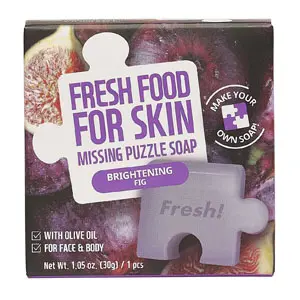 FRESH FOOD
FOR SKIN
MISSING PUZZLE SOAP
BRIGHTENING
FIG
MAKE YOUR
OWN SOAP!
Fresh!
WITH OLIVE OIL
FOR FACE & BODY
Net Wt. 1.05 oz. (30g) / 1 pcs